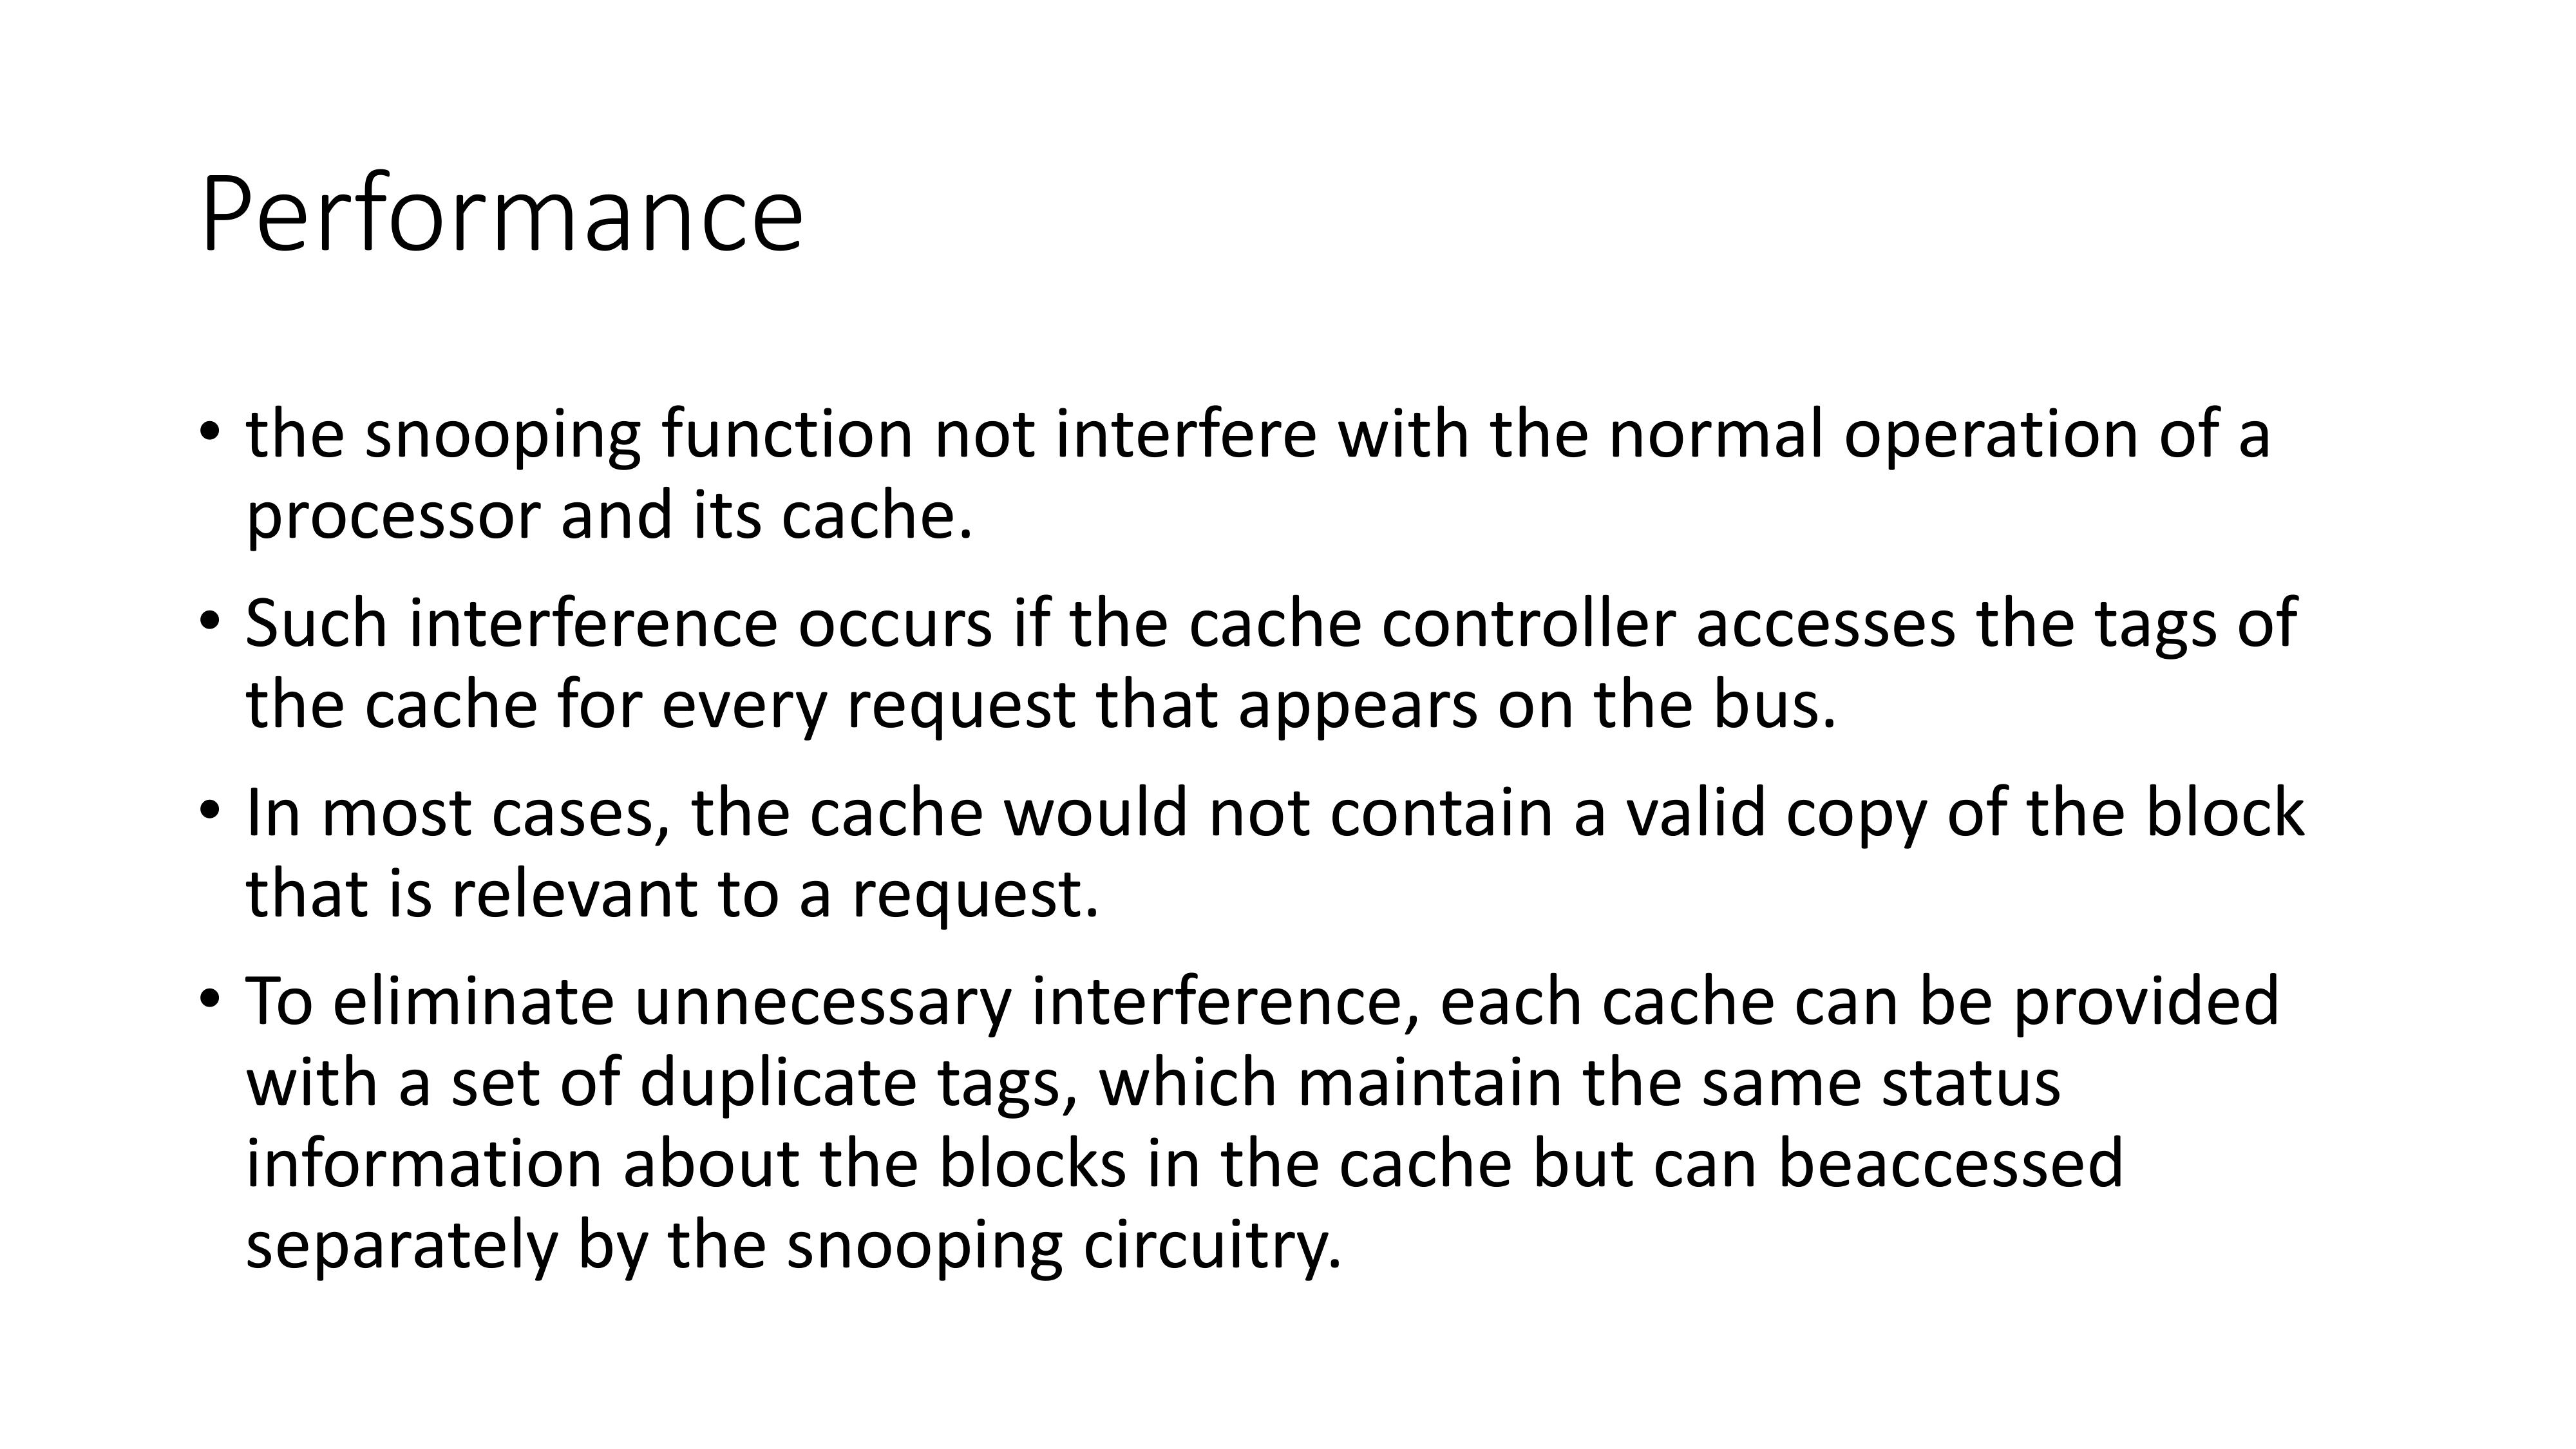 Performance
• the snooping function not interfere with the normal operation of a
processor and its cache.
• Such interference occurs if the cache controller accesses the tags of
the cache for every request that appears on the bus.
• In most cases, the cache would not contain a valid copy of the block
that is relevant to a request.
• To eliminate unnecessary interference, each cache can be provided
with a set of duplicate tags, which maintain the same status
information about the blocks in the cache but can beaccessed
separately by the snooping circuitry.